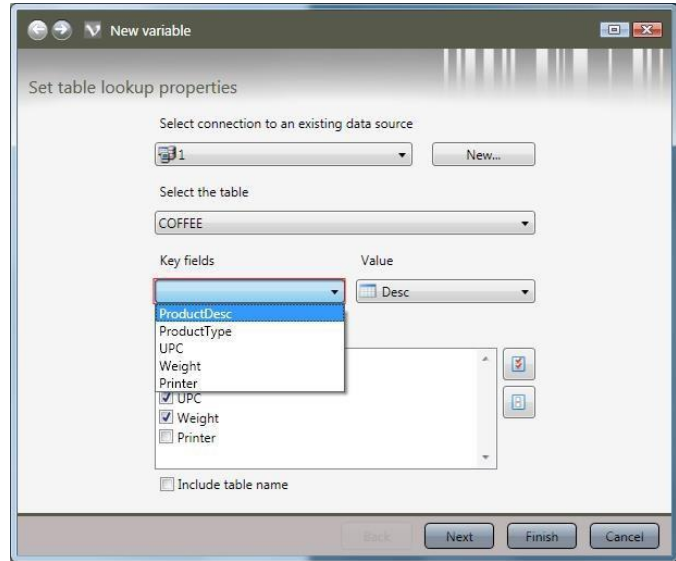 New variable
Set table lookup properties
Select connection to an existing data source
1
New...
Select the table
COFFEE
Key fields
Value
Desc
ProductDesc
ProductType
UPC
Weight
Printer
UPC
Weight
Printer
Include table name
Back
Next
Finish
Cancel